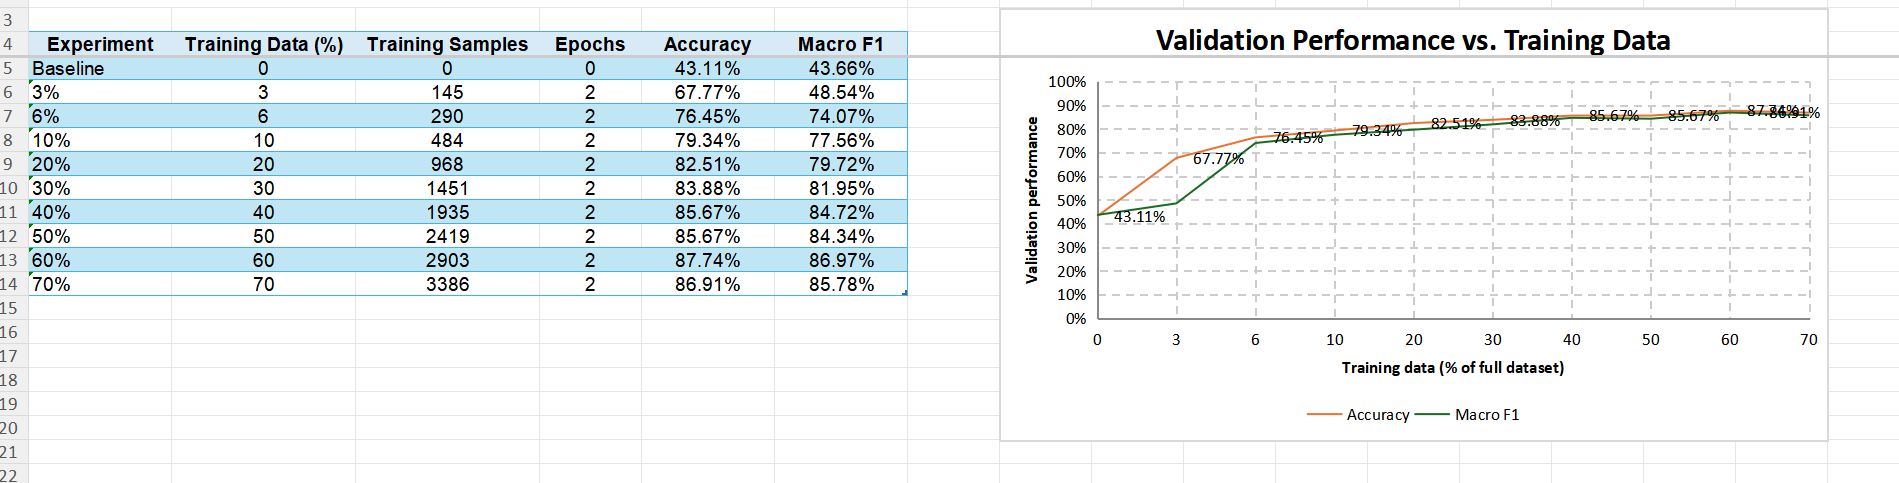 3
4 Experiment Training Data (%) Training Samples Epochs Accuracy Macro F1
5 Baseline 0 0 0 43.11% 43.66%
6 3% 3 145 2 67.77% 48.54%
7 6% 6 290 2 76.45% 74.07%
8 10% 10 484 2 79.34% 77.56%
9 20% 20 968 2 82.51% 79.72%
10 30% 30 1451 2 83.88% 81.95%
11 40% 40 1935 2 85.67% 84.72%
12 50% 50 2419 2 85.67% 84.34%
13 60% 60 2903 2 87.74% 86.97%
14 70% 70 3386 2 86.91% 85.78%
15
16
17
18
19
20
21
22
Validation Performance vs. Training Data
Validation performance
100%
90%
80%
70%
60%
50%
40%
30%
20%
10%
0%
43.11% 67.77% 76.45% 79.34% 82.51% 83.88% 85.67% 85.67% 87.74% 86.91%
0 3 6 10 20 30 40 50 60 70
Training data (% of full dataset)
Accuracy Macro F1